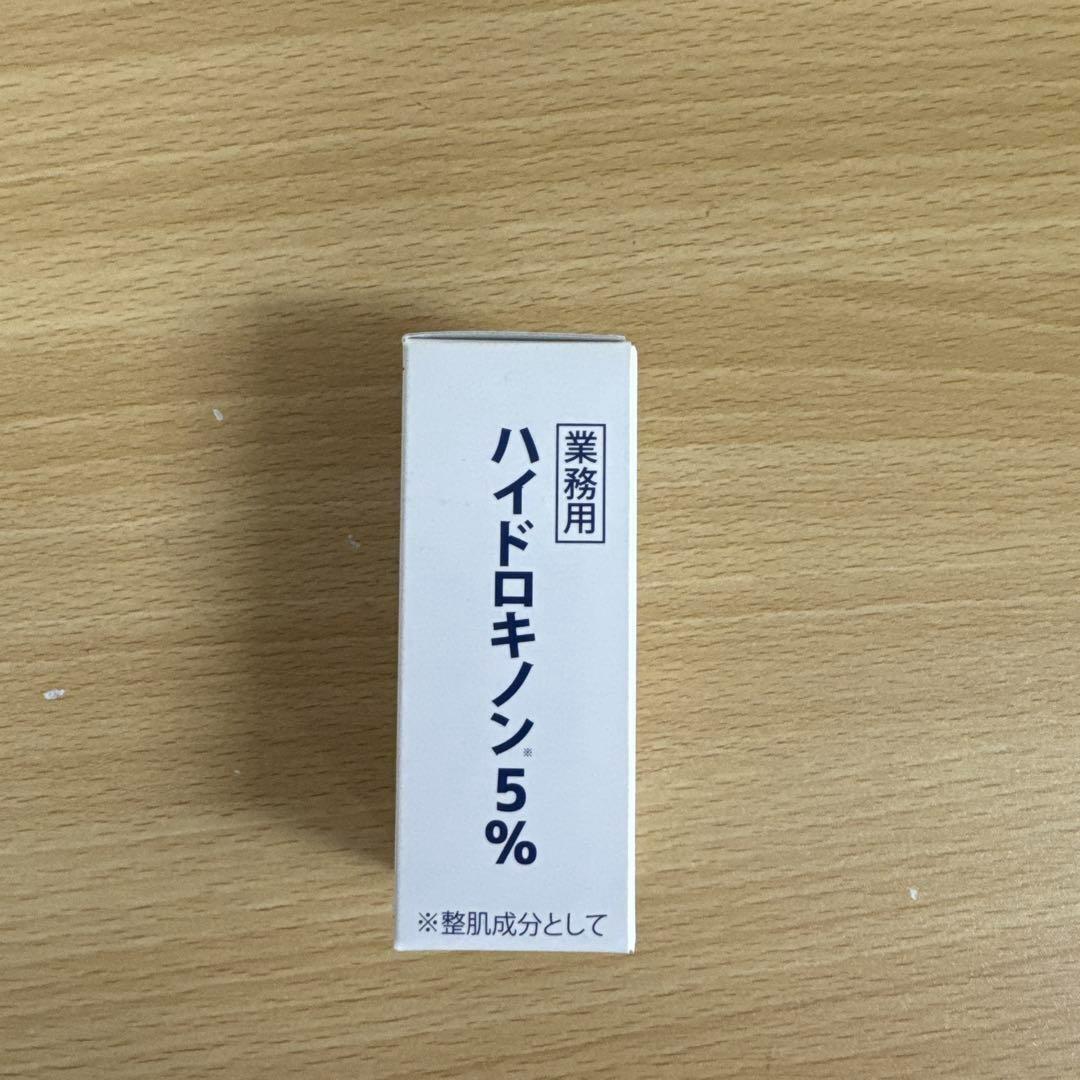 業務用
ハイドロキノン※5%
※整肌成分として